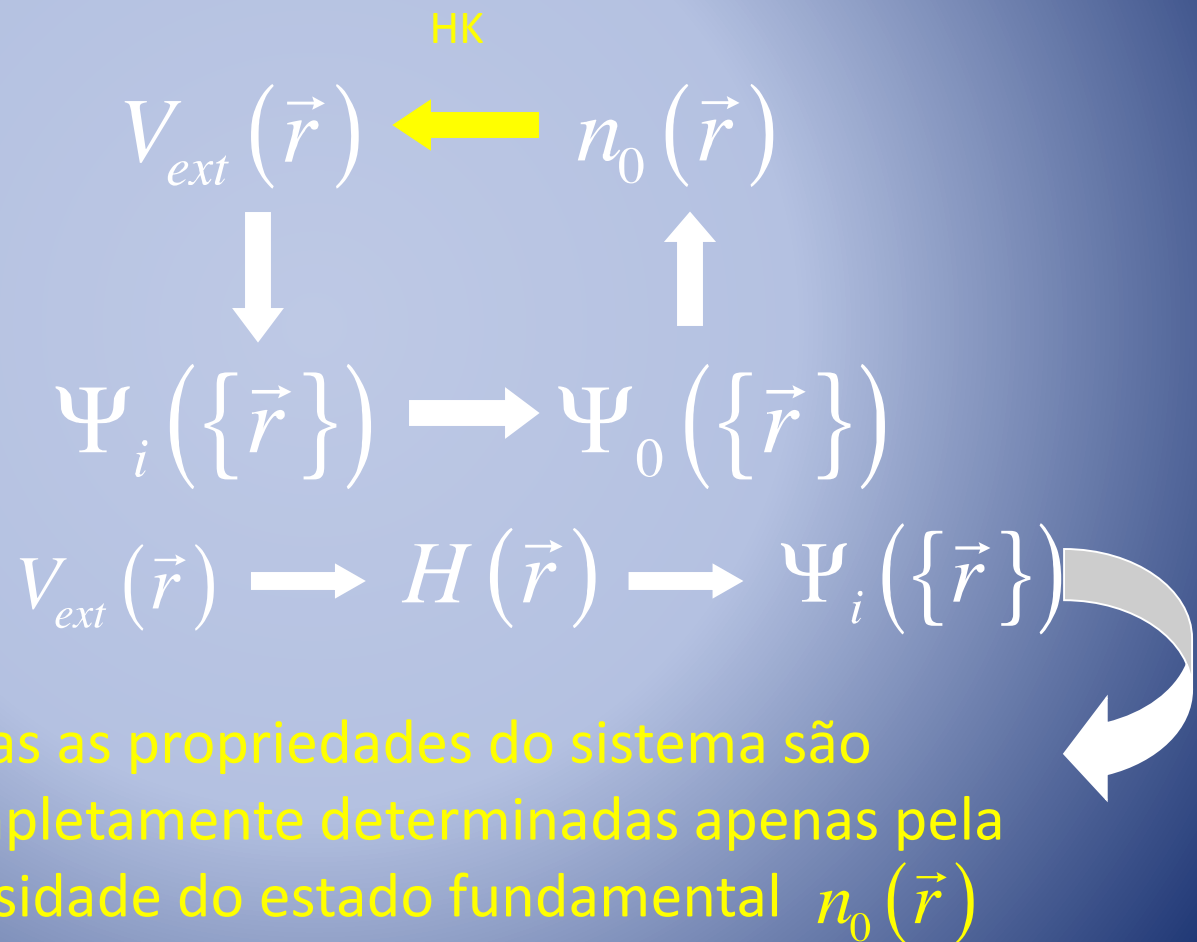 HK
V_ext(r⃗) ← n_0(r⃗)
Ψ_i({r⃗}) → Ψ_0({r⃗})
V_ext(r⃗) → H(r⃗) → Ψ_i({r⃗})
as as propriedades do sistema são
pletamente determinadas apenas pela
sidade do estado fundamental n_0(r⃗)